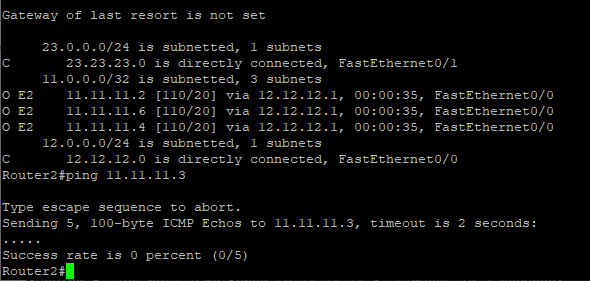 Gateway of last resort is not set
23.0.0.0/24 is subnetted, 1 subnets
C 23.23.23.0 is directly connected, FastEthernet0/1
11.0.0.0/32 is subnetted, 3 subnets
O E2 11.11.11.2 [110/20] via 12.12.12.1, 00:00:35, FastEthernet0/0
O E2 11.11.11.6 [110/20] via 12.12.12.1, 00:00:35, FastEthernet0/0
O E2 11.11.11.4 [110/20] via 12.12.12.1, 00:00:35, FastEthernet0/0
12.0.0.0/24 is subnetted, 1 subnets
C 12.12.12.0 is directly connected, FastEthernet0/0
Router2#ping 11.11.11.3
Type escape sequence to abort.
Sending 5, 100-byte ICMP Echos to 11.11.11.3, timeout is 2 seconds:
.....
Success rate is 0 percent (0/5)
Router2#